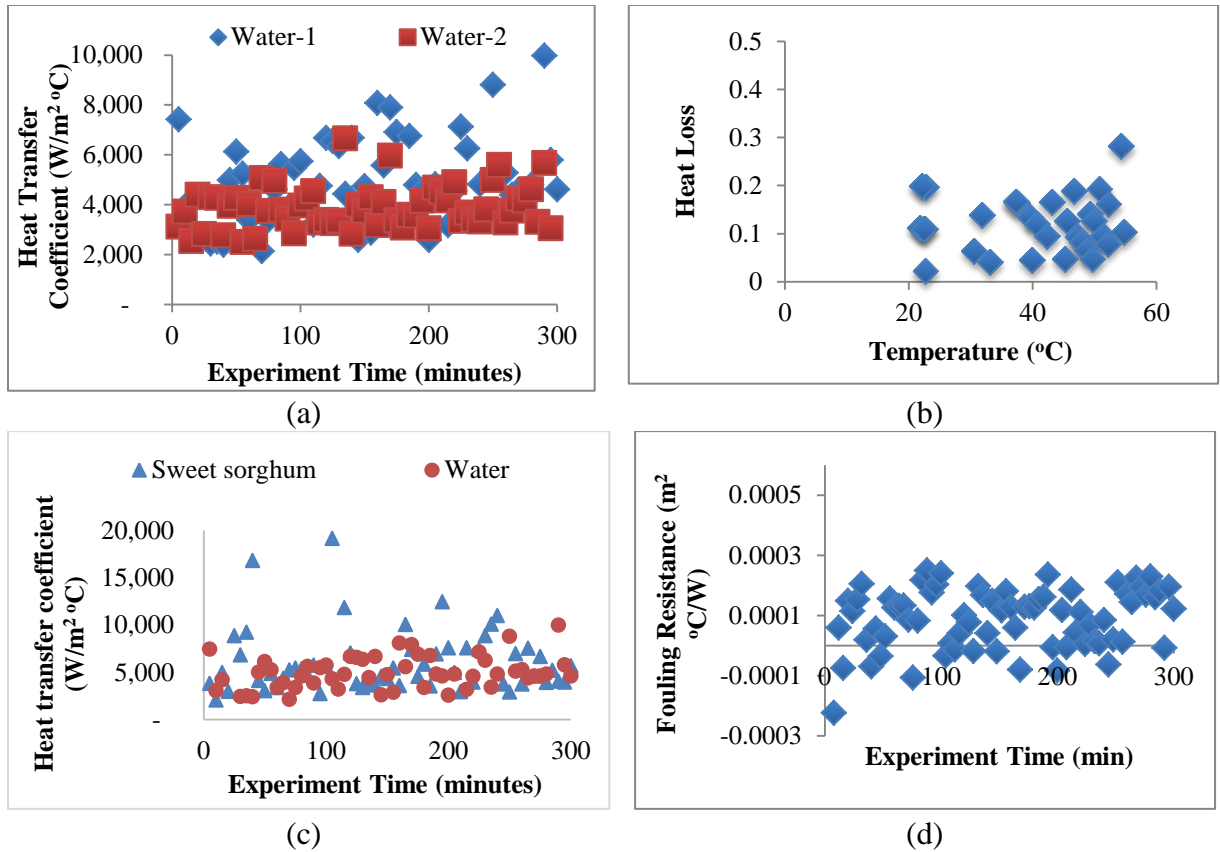 Water-1 Water-2
Heat Transfer
Coefficient (W/m² ºC)
10,000
8,000
6,000
4,000
2,000
-
0 100 200 300
Experiment Time (minutes)
(a)
Heat Loss
0.5
0.4
0.3
0.2
0.1
0
0 20 40 60
Temperature (ºC)
(b)
Sweet sorghum Water
Heat transfer coefficient
(W/m² ºC)
20,000
15,000
10,000
5,000
-
0 100 200 300
Experiment Time (minutes)
(c)
Fouling Resistance (m²
ºC/W)
0.0005
0.0003
0.0001
-0.0001
-0.0003
0 100 200 300
Experiment Time (min)
(d)